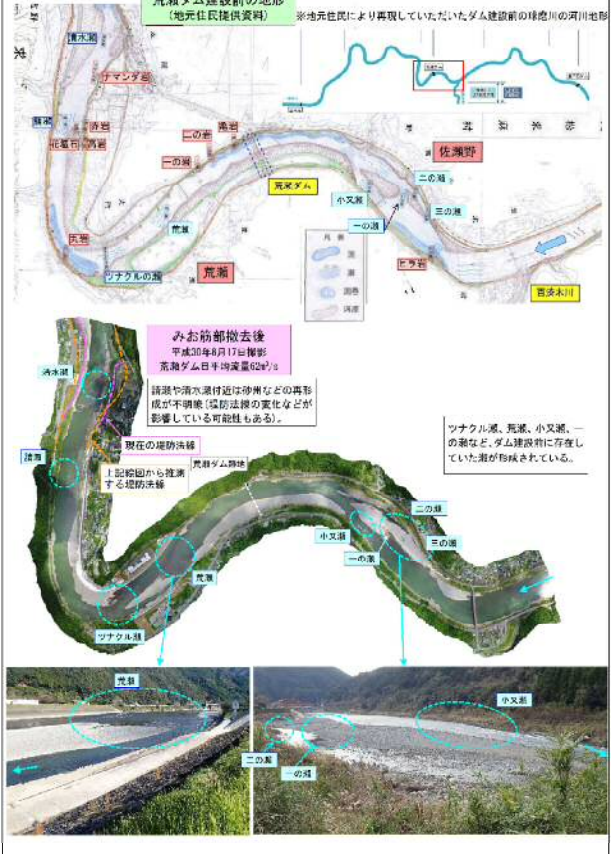 荒瀬ダム建設前の地形
(地元住民提供資料)
※地元住民により再現していただいたダム建設前の球磨川の河川地形
清水瀬
ナマンダ岩
赤岩
高岩
花墓石
二の岩
一の岩
亀岩
荒瀬ダム
佐瀬野
二の瀬
三の瀬
小又瀬
一の瀬
荒瀬
丸岩
ツナクルの瀬
荒瀬
ヒラ岩
百済木川
凡例
みお筋部撤去後
平成30年8月17日撮影
荒瀬ダム日平均流量62m³/s
清水瀬
諸瀬や清水瀬付近は砂州などの再形
成が不明瞭(堤防法線の変化などが
影響している可能性もある)。
現在の堤防法線
諸瀬
上記絵図から推測
する堤防法線
荒瀬ダム跡地
ツナクル瀬、荒瀬、小又瀬、一
の瀬など、ダム建設前に存在し
ていた瀬が形成されている。
二の瀬
小又瀬
三の瀬
一の瀬
荒瀬
ツナクル瀬
荒瀬
小又瀬
二の瀬
一の瀬